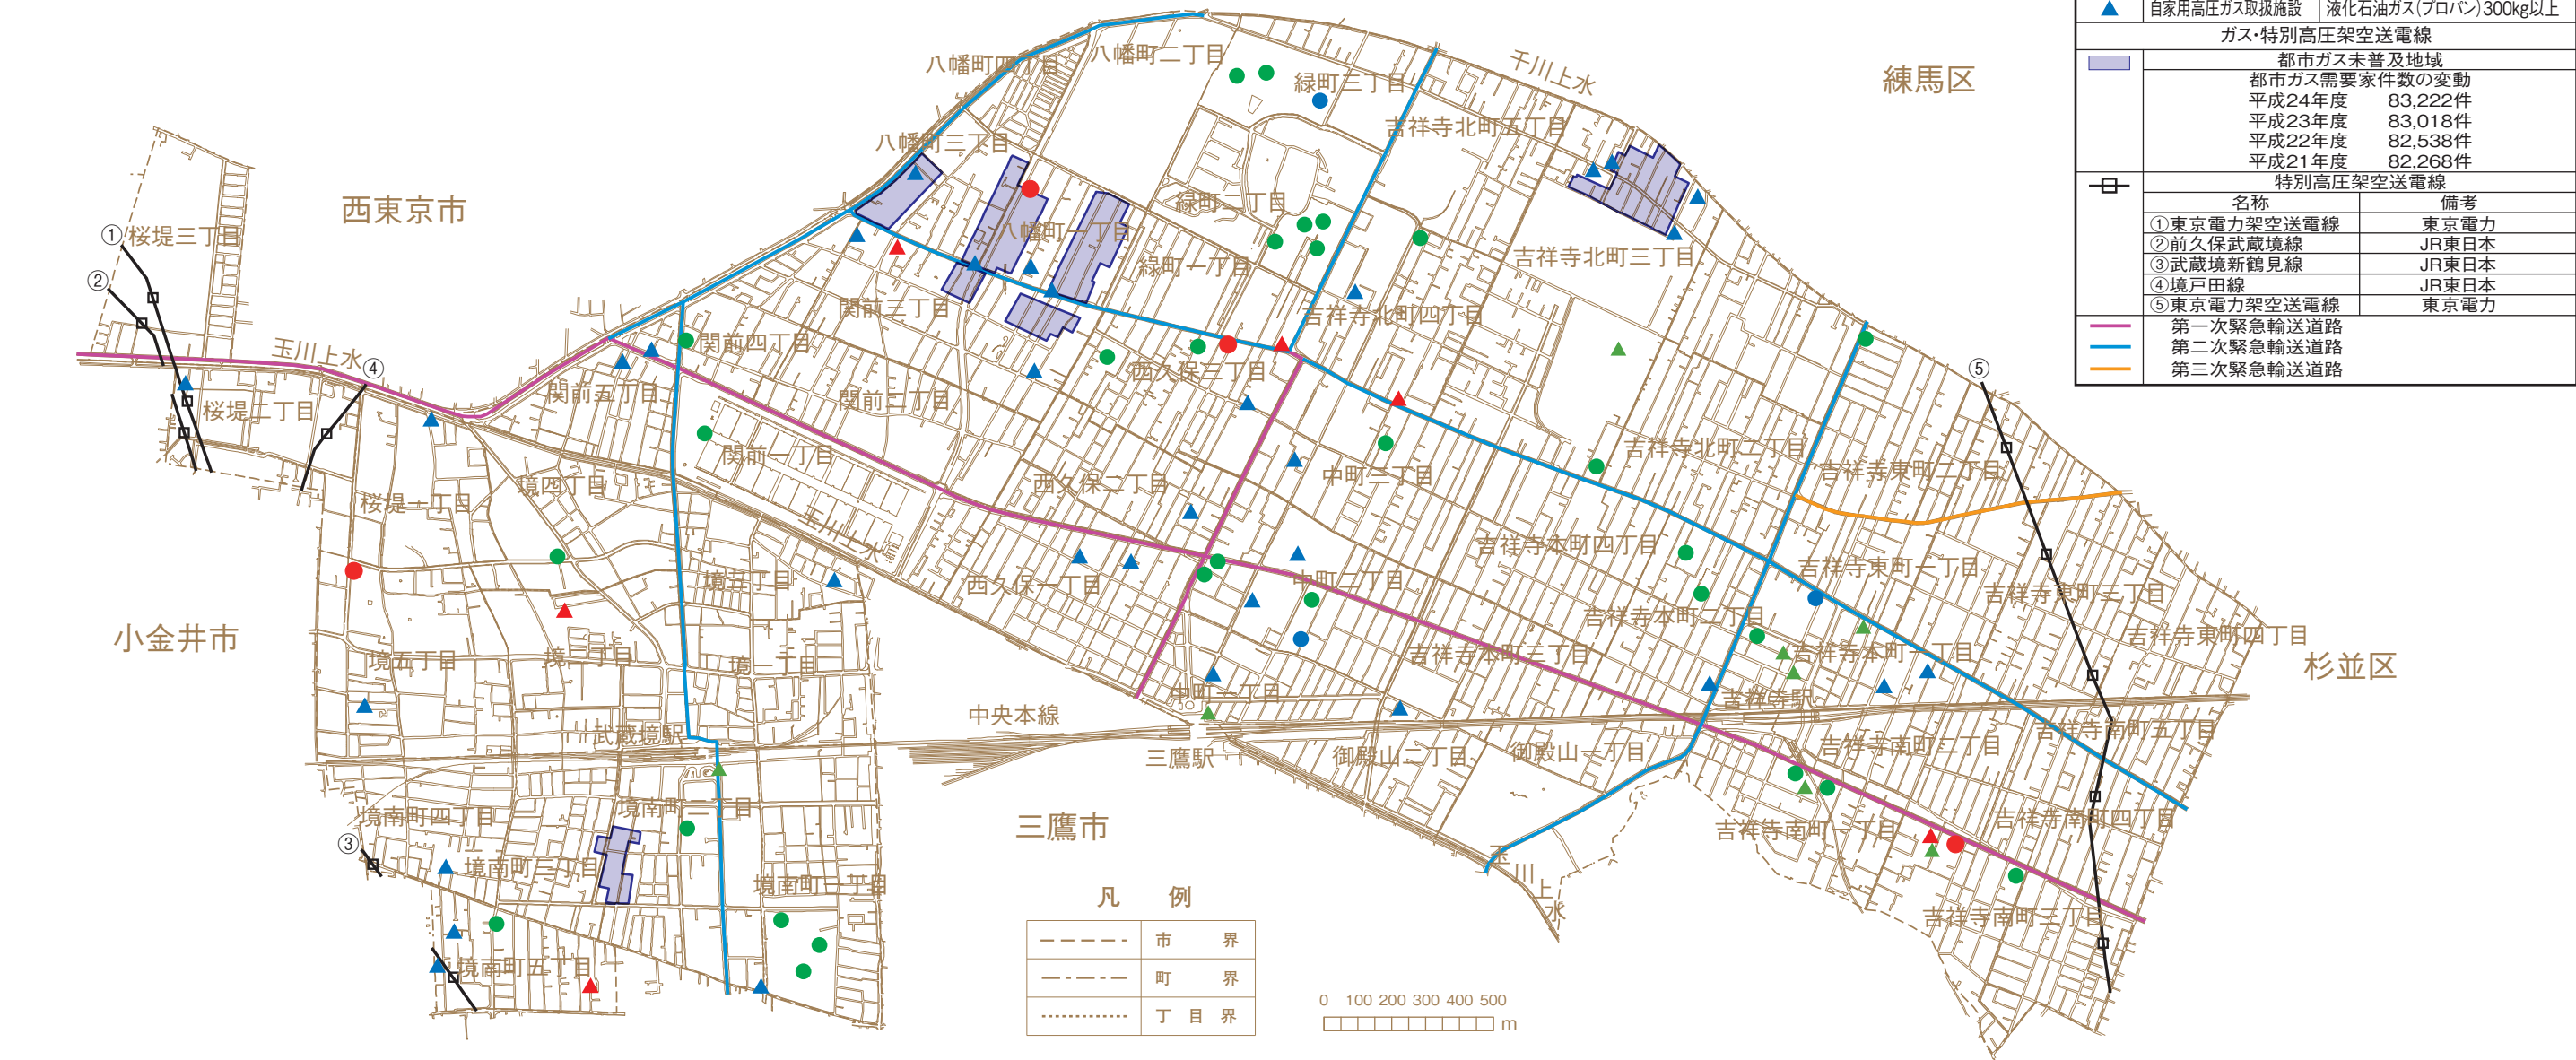 自家用高圧ガス取扱施設 液化石油ガス(プロパン)300kg以上
ガス・特別高圧架空送電線
都市ガス未普及地域
都市ガス需要家件数の変動
平成24年度 83,222件
平成23年度 83,018件
平成22年度 82,538件
平成21年度 82,268件
特別高圧架空送電線
名称 備考
①東京電力架空送電線 東京電力
②前久保武蔵境線 JR東日本
③武蔵境新鶴見線 JR東日本
④境戸田線 JR東日本
⑤東京電力架空送電線 東京電力
第一次緊急輸送道路
第二次緊急輸送道路
第三次緊急輸送道路
八幡町二丁目
八幡町四丁目
千川上水
練馬区
緑町三丁目
吉祥寺北町五丁目
八幡町三丁目
西東京市
緑町二丁目
①
桜堤三丁目
八幡町一丁目
吉祥寺北町三丁目
緑町一丁目
②
関前三丁目
吉祥寺北町四丁目
関前四丁目
玉川上水
④
西久保三丁目
⑤
関前五丁目
関前二丁目
桜堤二丁目
関前一丁目
吉祥寺北町二丁目
吉祥寺東町二丁目
中町三丁目
西久保二丁目
境四丁目
桜堤一丁目
玉川上水
吉祥寺本町四丁目
吉祥寺東町一丁目
境三丁目
西久保一丁目
中町二丁目
吉祥寺東町三丁目
吉祥寺本町二丁目
小金井市
吉祥寺東町四丁目
境五丁目
境二丁目
境一丁目
吉祥寺本町三丁目
吉祥寺本町一丁目
杉並区
中町一丁目
吉祥寺駅
中央本線
武蔵境駅
吉祥寺南町五丁目
三鷹駅
御殿山二丁目
御殿山一丁目
吉祥寺南町二丁目
境南町四丁目
境南町二丁目
三鷹市
吉祥寺南町一丁目
吉祥寺南町四丁目
③
境南町三丁目
境南町一丁目
玉川上水
吉祥寺南町三丁目
境南町五丁目
凡例
市界
町界
丁目界
0 100 200 300 400 500
m